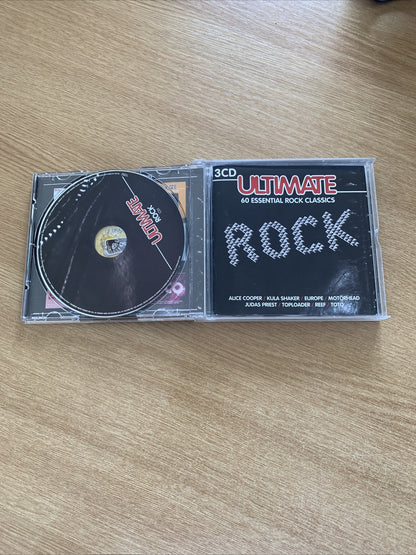 ULTIMATE
ROCK
3CD
ULTIMATE
60 ESSENTIAL ROCK CLASSICS
ROCK
ALICE COOPER / KULA SHAKER / EUROPE / MOTÖRHEAD
JUDAS PRIEST / TOPLOADER / REEF / TOTO